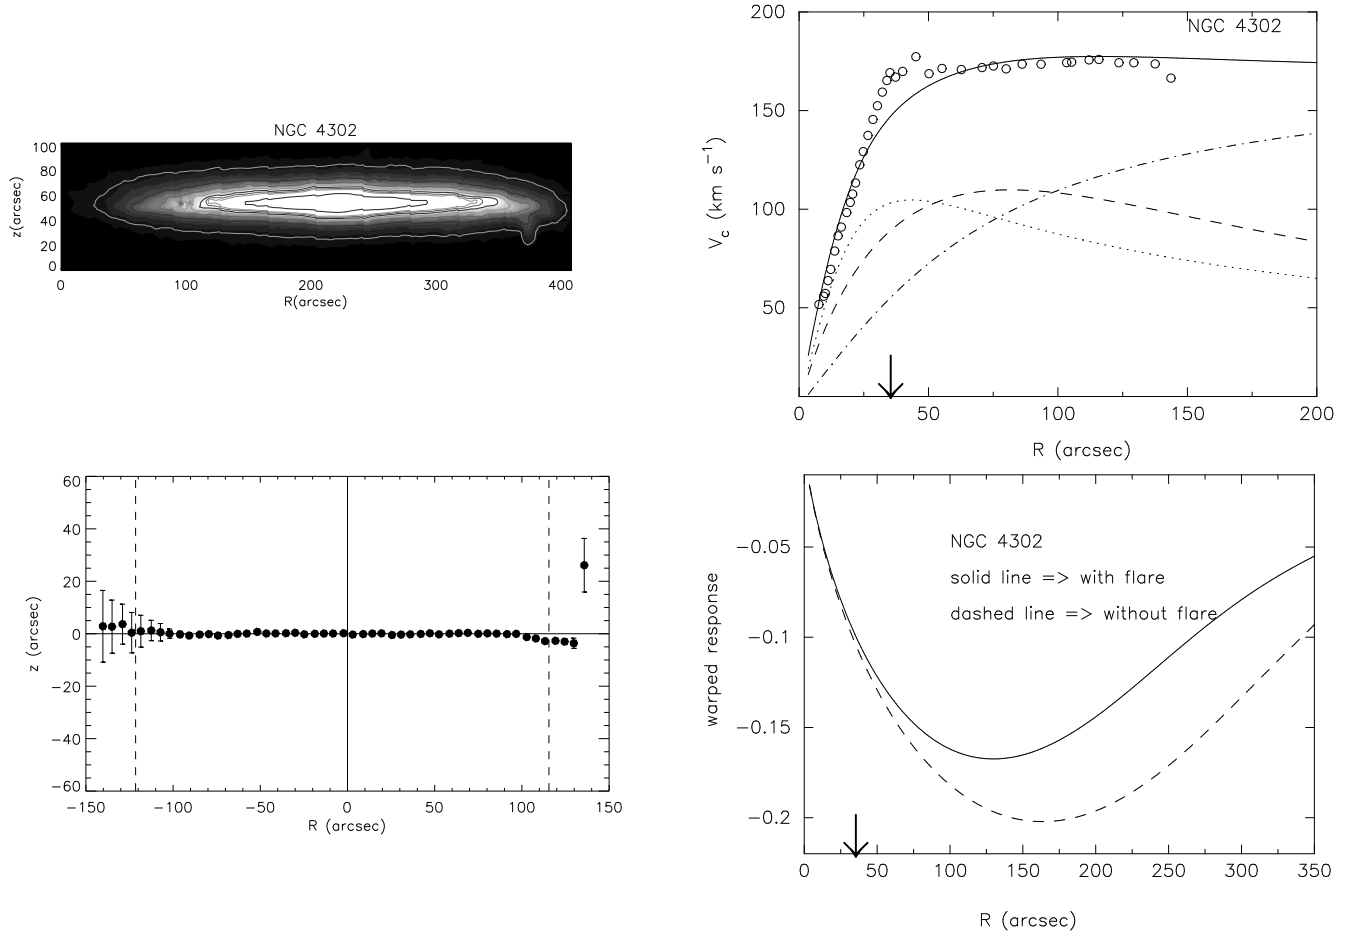 NGC 4302
100
80
60
40
20
0
z(arcsec)
0 100 200 300 400
R(arcsec)
200
150
100
50
V_c (km s^-1)
NGC 4302
0 50 100 150 200
R (arcsec)
60
40
20
0
-20
-40
-60
z (arcsec)
-150 -100 -50 0 50 100 150
R (arcsec)
-0.05
-0.1
-0.15
-0.2
warped response
NGC 4302
solid line => with flare
dashed line => without flare
0 50 100 150 200 250 300 350
R (arcsec)